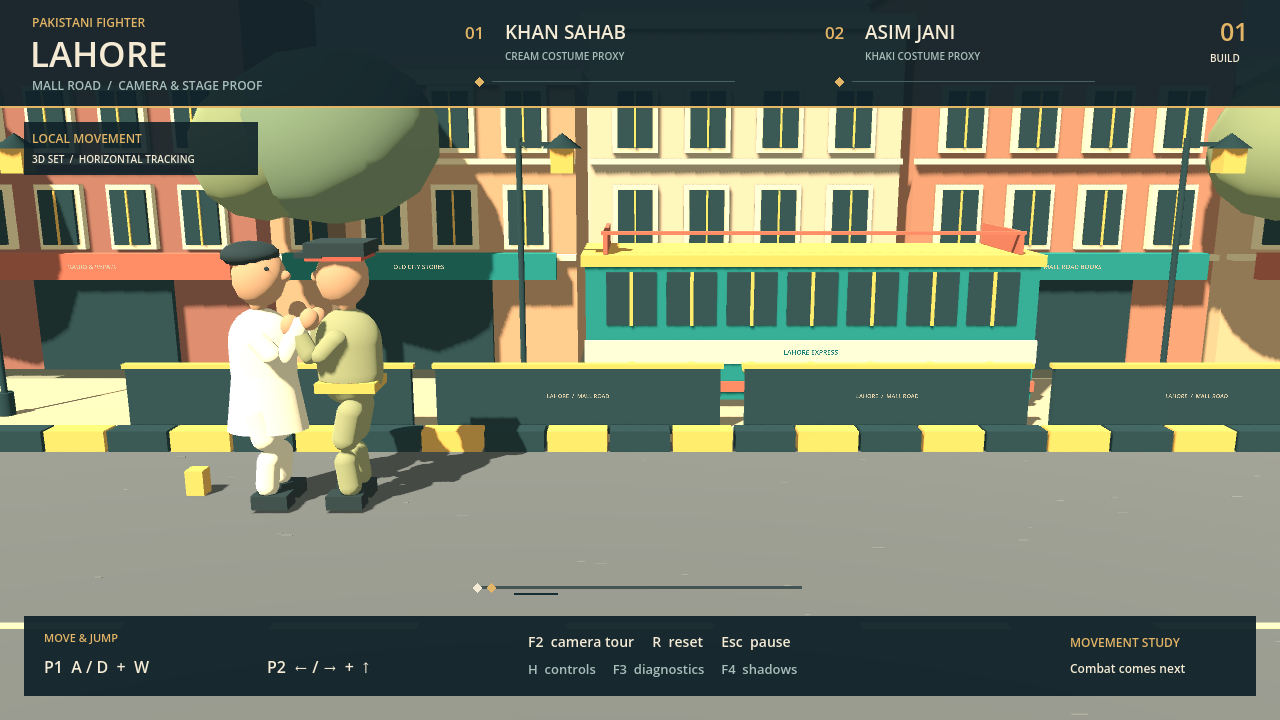 PAKISTANI FIGHTER
LAHORE
MALL ROAD / CAMERA & STAGE PROOF
01 KHAN SAHAB
CREAM COSTUME PROXY
02 ASIM JANI
KHAKI COSTUME PROXY
01
BUILD
LOCAL MOVEMENT
3D SET / HORIZONTAL TRACKING
RADIO & REPAIR
OLD CITY STORES
MALL ROAD BOOKS
LAHORE EXPRESS
LAHORE / MALL ROAD
LAHORE / MALL ROAD
LAHORE / MALL ROAD
MOVE & JUMP
P1 A / D + W
P2 ← / → + ↑
F2 camera tour R reset Esc pause
H controls F3 diagnostics F4 shadows
MOVEMENT STUDY
Combat comes next